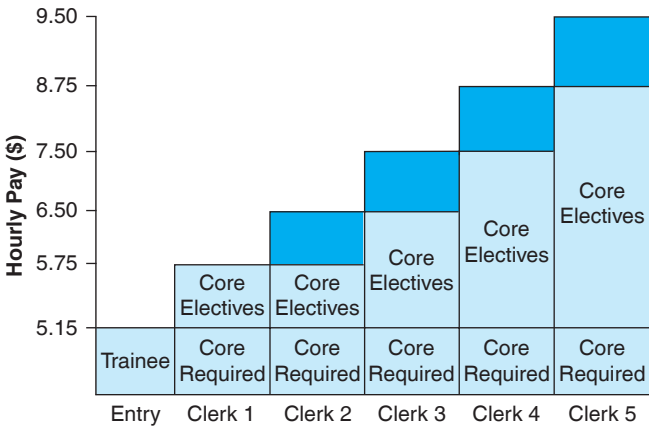 9.50
8.75
7.50
6.50
5.75
5.15
Hourly Pay ($)
Core
Electives
Core
Electives
Core
Electives
Core
Electives
Core
Electives
Trainee
Core
Required
Core
Required
Core
Required
Core
Required
Core
Required
Entry
Clerk 1
Clerk 2
Clerk 3
Clerk 4
Clerk 5